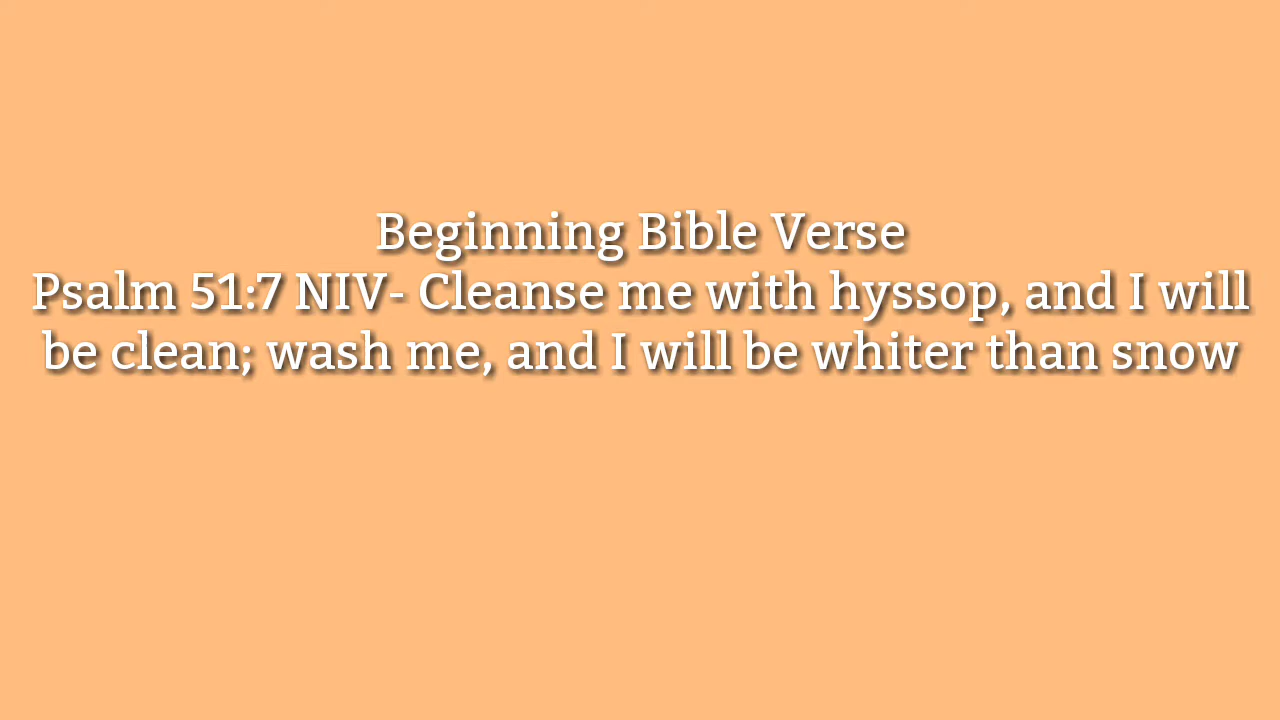 Beginning Bible Verse
Psalm 51:7 NIV- Cleanse me with hyssop, and I will
be clean; wash me, and I will be whiter than snow